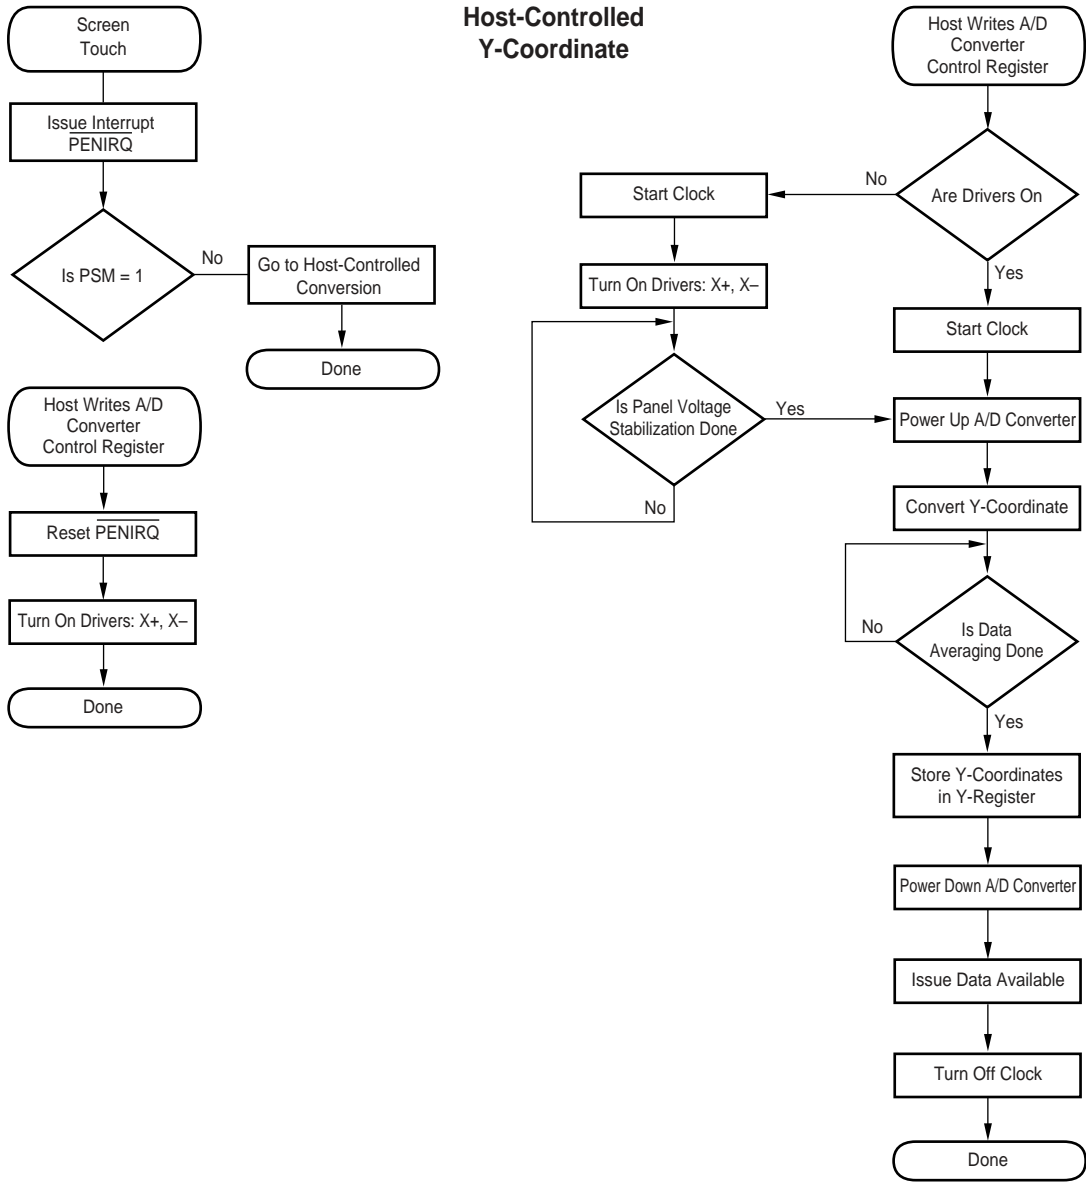 Host-Controlled
Y-Coordinate
Screen
Touch
Issue Interrupt
PENIRQ
Is PSM = 1
No
Go to Host-Controlled
Conversion
Done
Host Writes A/D
Converter
Control Register
Reset PENIRQ
Turn On Drivers: X+, X–
Done
Host Writes A/D
Converter
Control Register
Are Drivers On
No
Start Clock
Turn On Drivers: X+, X–
Is Panel Voltage
Stabilization Done
Yes
No
Yes
Start Clock
Power Up A/D Converter
Convert Y-Coordinate
Is Data
Averaging Done
No
Yes
Store Y-Coordinates
in Y-Register
Power Down A/D Converter
Issue Data Available
Turn Off Clock
Done